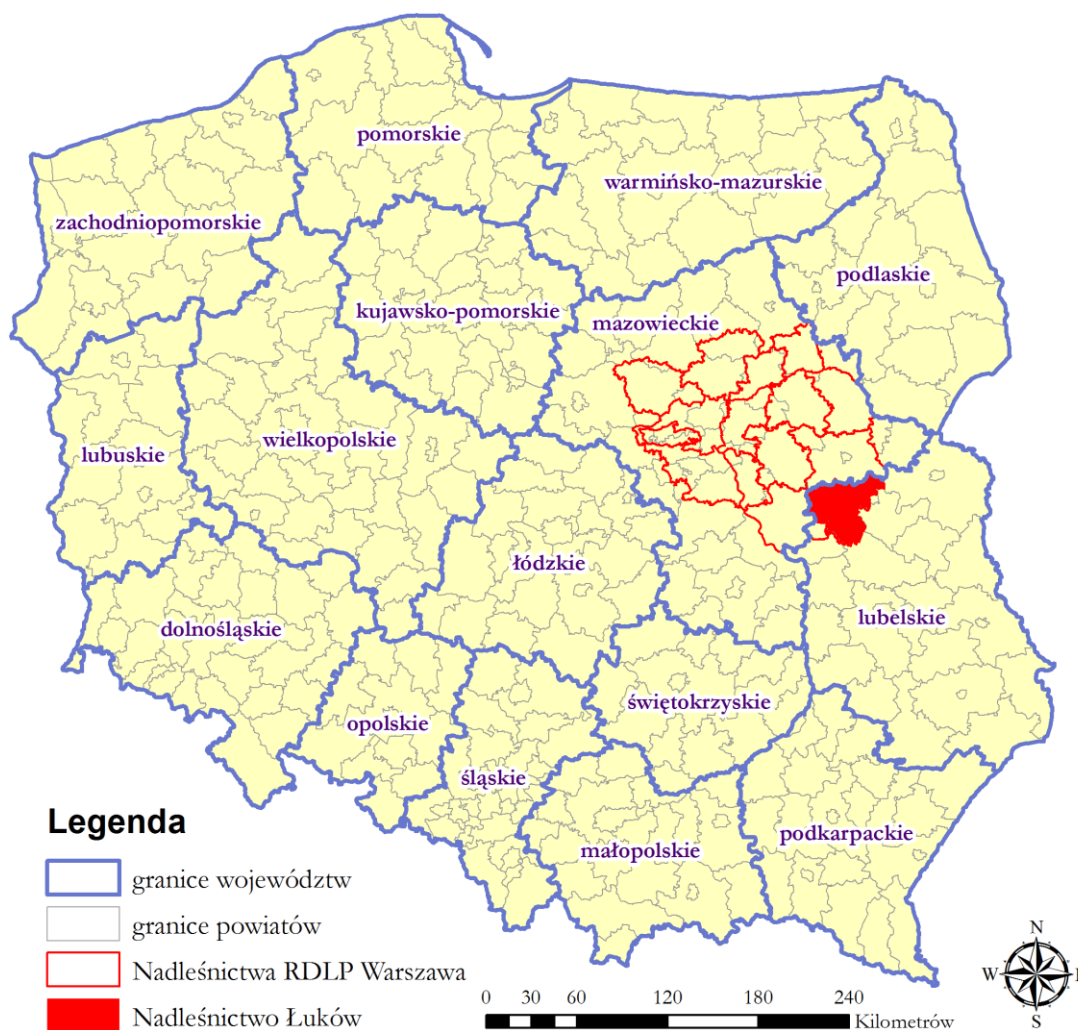 pomorskie
warmińsko-mazurskie
zachodniopomorskie
podlaskie
kujawsko-pomorskie
mazowieckie
lubuskie
wielkopolskie
łódzkie
lubelskie
dolnośląskie
świętokrzyskie
opolskie
śląskie
podkarpackie
małopolskie
Legenda
granice województw
granice powiatów
Nadleśnictwa RDLP Warszawa
Nadleśnictwo Łuków
0 30 60 120 180 240
Kilometrów
N
W
S